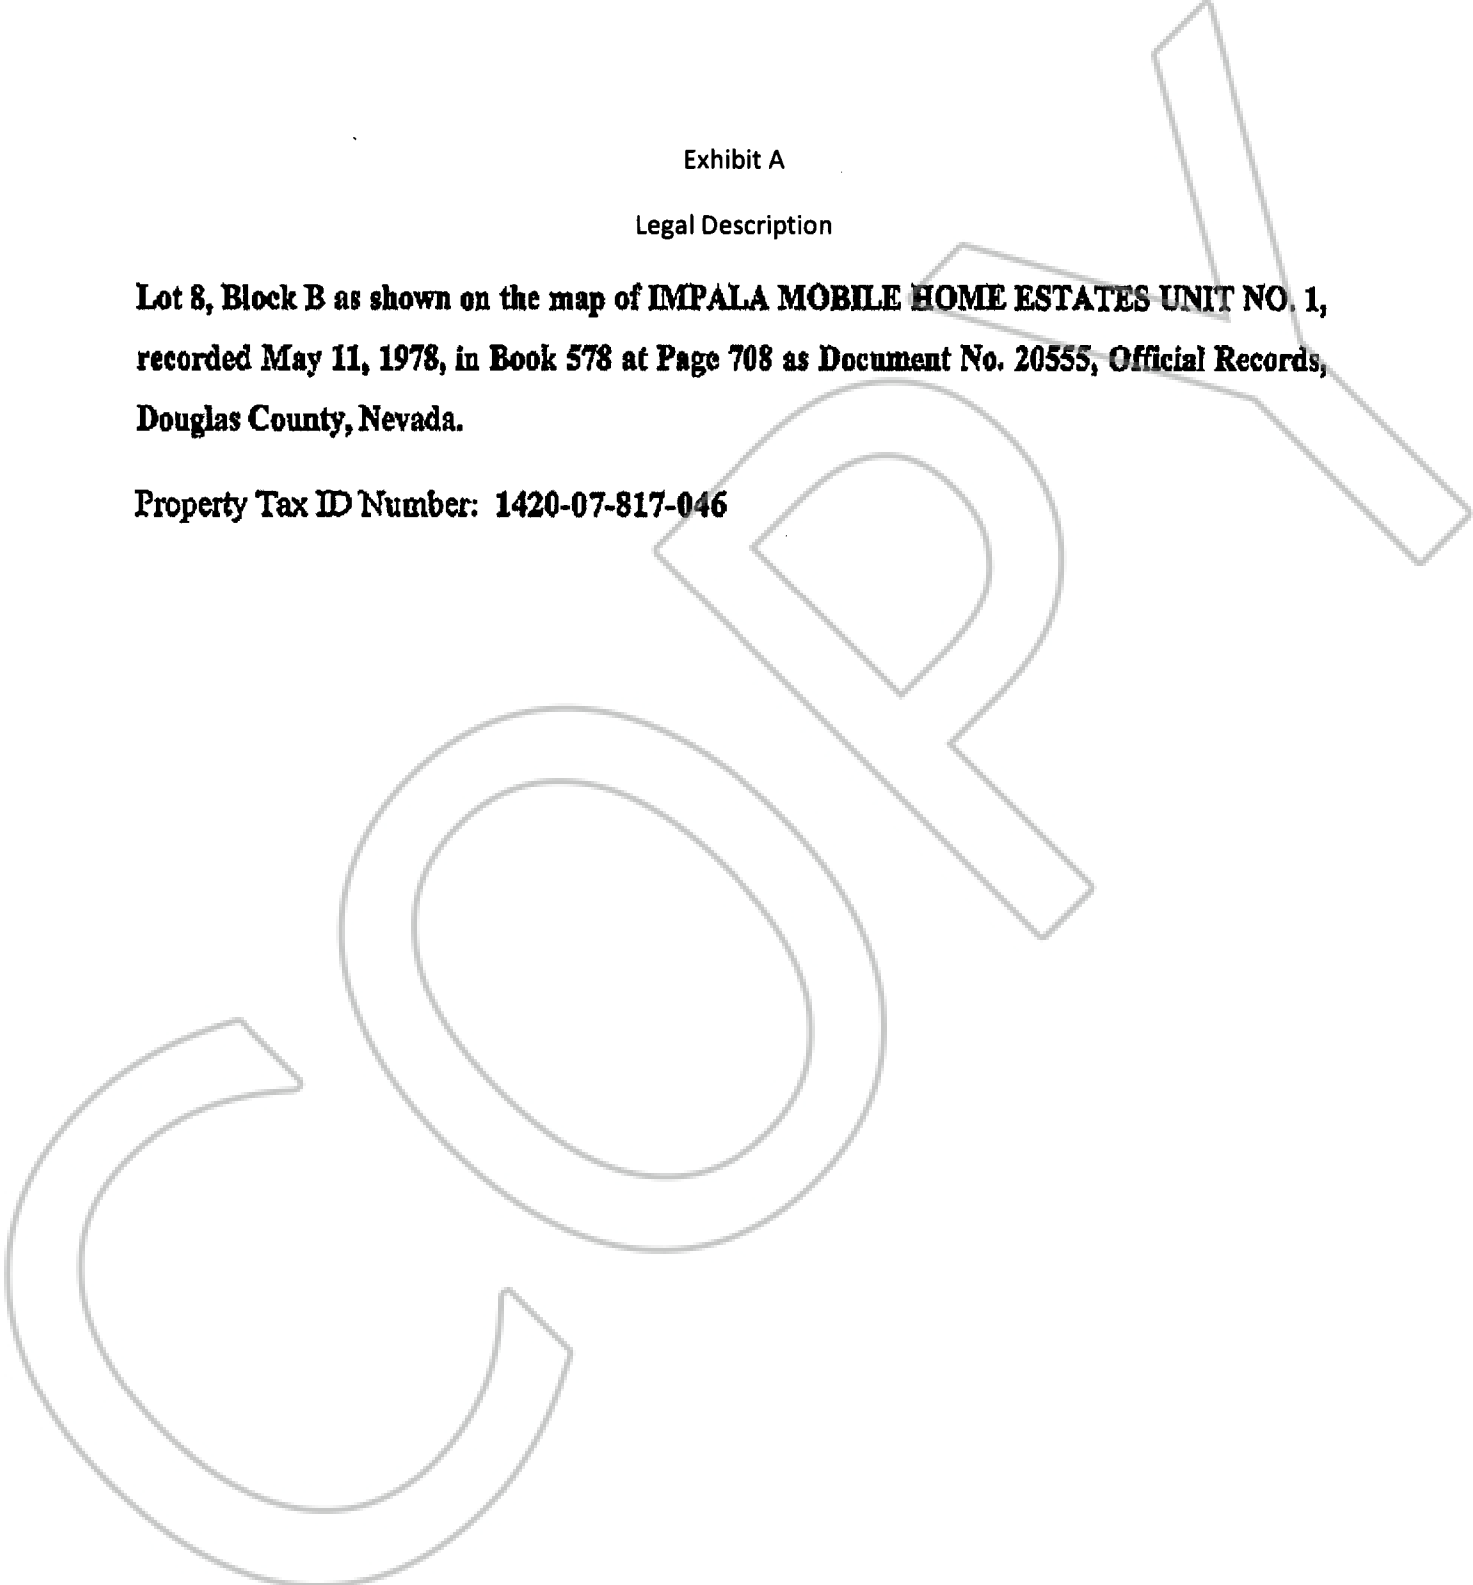 Exhibit A
Legal Description
Lot 8, Block B as shown on the map of IMPALA MOBILE HOME ESTATES UNIT NO. 1,
recorded May 11, 1978, in Book 578 at Page 708 as Document No. 20555, Official Records,
Douglas County, Nevada.
Property Tax ID Number: 1420-07-817-046
COPY